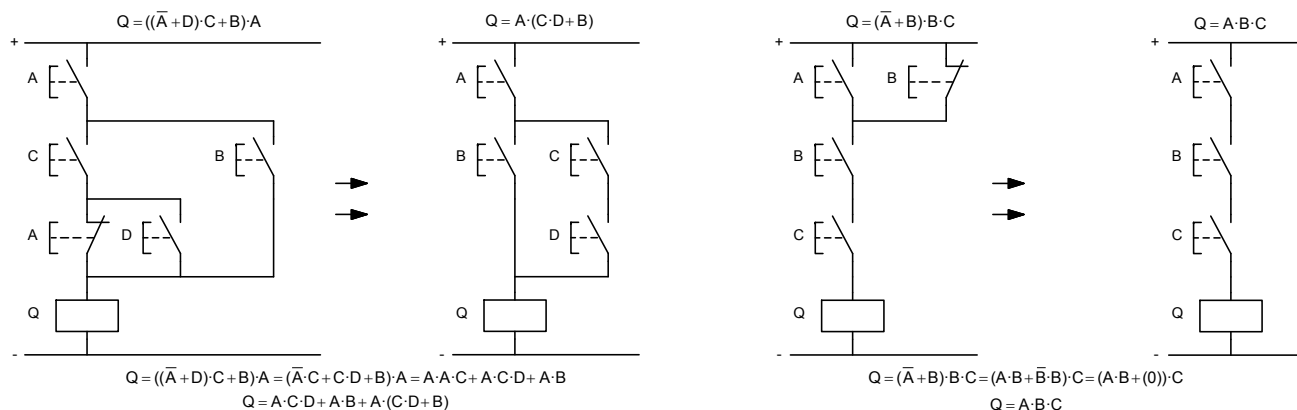 Q = ((A̅ + D)·C + B)·A
Q = A·(C·D + B)
Q = (A̅ + B)·B·C
Q = A·B·C
+
+
+
+
A
A
A
B
A
C
B
B
C
B
B
A
D
D
C
C
Q
Q
Q
Q
-
-
-
-
Q = ((A̅ + D)·C + B)·A = (A̅·C + C·D + B)·A = A·A·C + A·C·D + A·B
Q = A·C·D + A·B + A·(C·D + B)
Q = (A̅ + B)·B·C = (A·B + B̅·B)·C = (A·B + (0))·C
Q = A·B·C